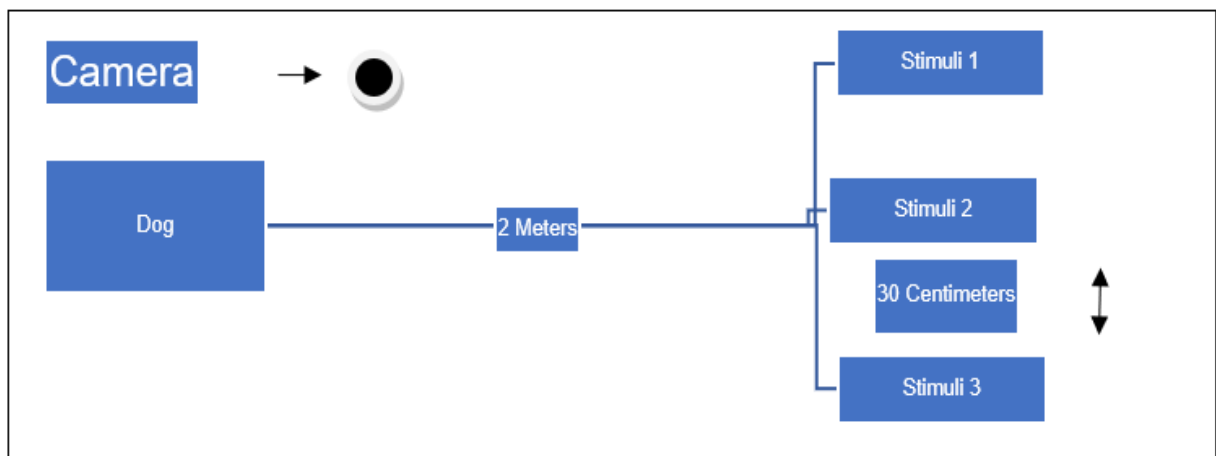 Camera
Stimuli 1
Dog
2 Meters
Stimuli 2
30 Centimeters
Stimuli 3